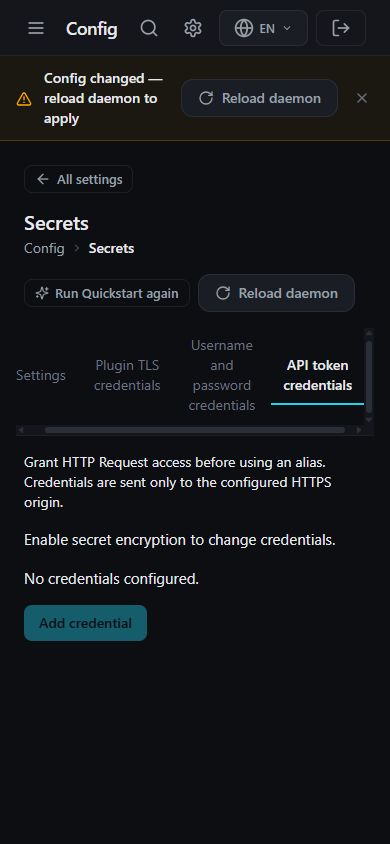 Config
EN
Config changed —
reload daemon to
apply
Reload daemon
All settings
Secrets
Config
Secrets
Run Quickstart again
Reload daemon
Settings
Plugin TLS
credentials
Username
and
password
credentials
API token
credentials
Grant HTTP Request access before using an alias.
Credentials are sent only to the configured HTTPS
origin.
Enable secret encryption to change credentials.
No credentials configured.
Add credential